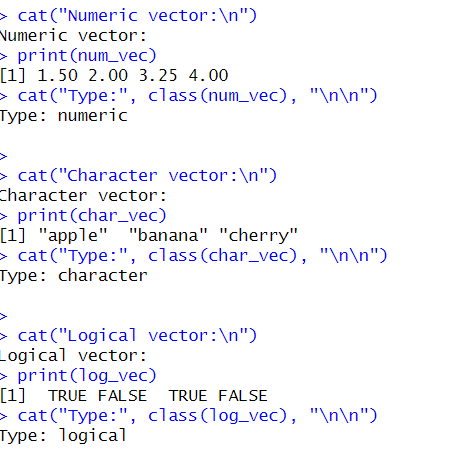 > cat("Numeric vector:\n")
Numeric vector:
> print(num_vec)
[1] 1.50 2.00 3.25 4.00
> cat("Type:", class(num_vec), "\n\n")
Type: numeric

>
> cat("Character vector:\n")
Character vector:
> print(char_vec)
[1] "apple"  "banana" "cherry"
> cat("Type:", class(char_vec), "\n\n")
Type: character

>
> cat("Logical vector:\n")
Logical vector:
> print(log_vec)
[1]  TRUE FALSE  TRUE FALSE
> cat("Type:", class(log_vec), "\n\n")
Type: logical